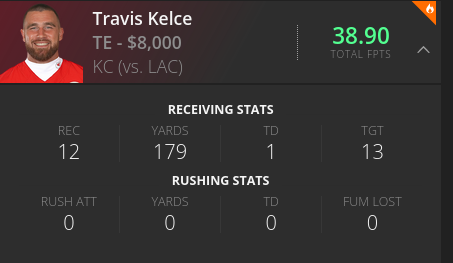 Travis Kelce
TE - $8,000
KC (vs. LAC)
38.90
TOTAL FPTS
RECEIVING STATS
REC YARDS TD TGT
12 179 1 13
RUSHING STATS
RUSH ATT YARDS TD FUM LOST
0 0 0 0